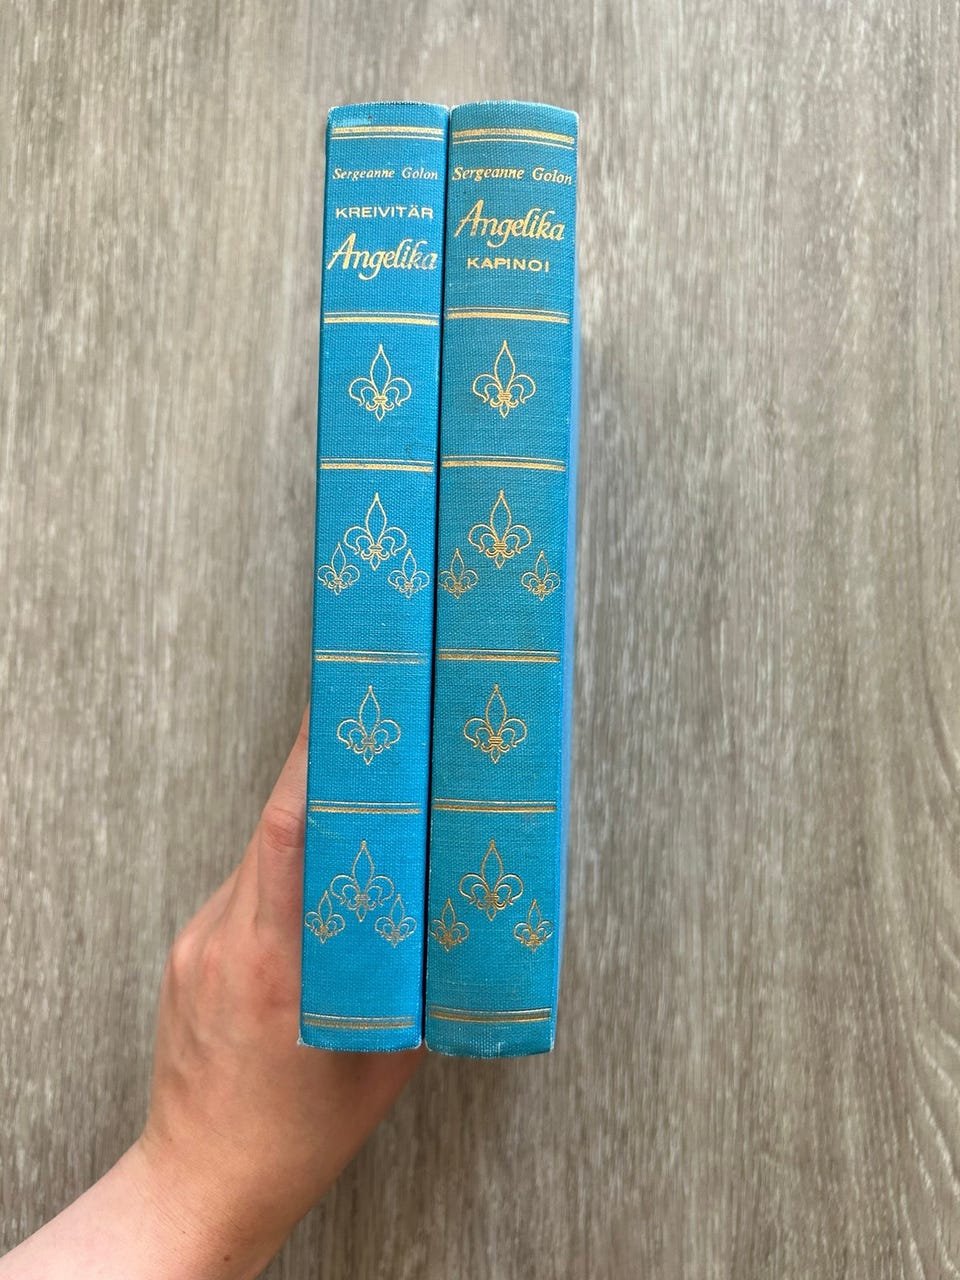 Sergeanne Golon
KREIVITÄR
Angelika
Sergeanne Golon
Angelika
KAPINOI